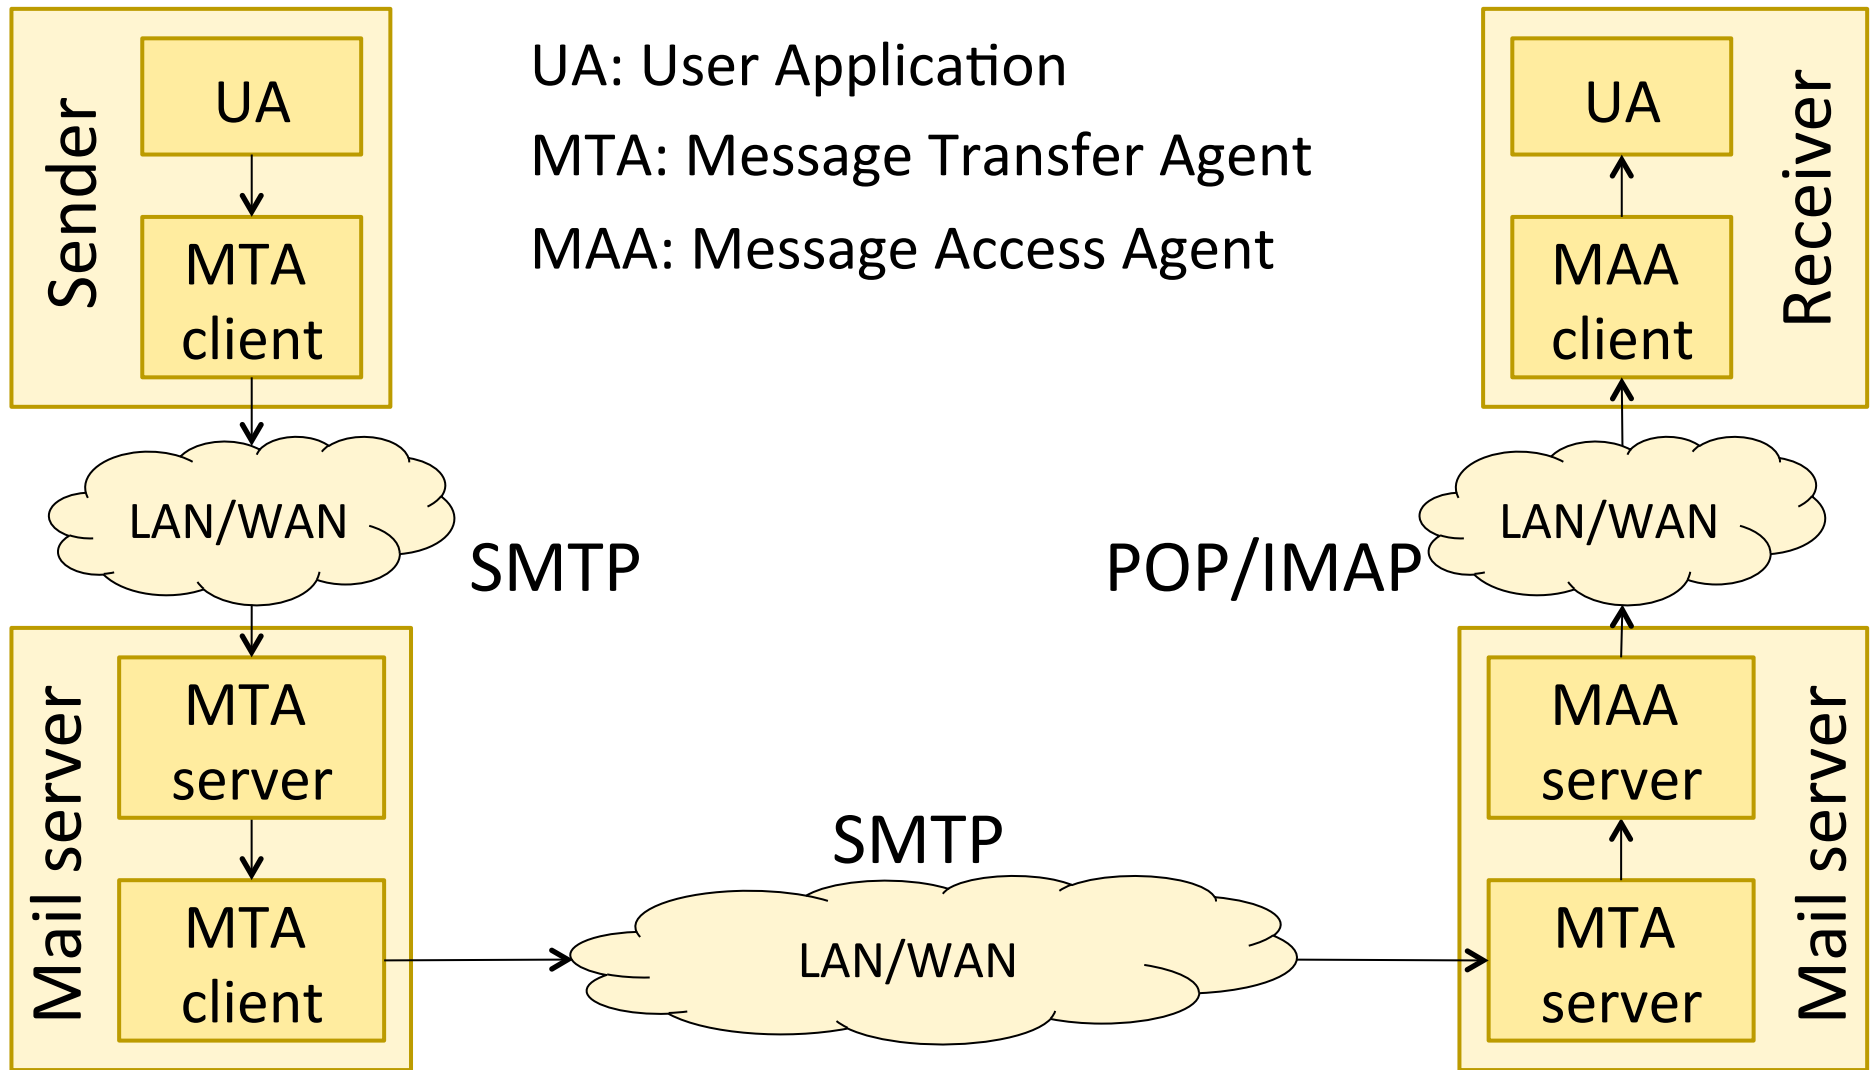 Sender
UA
MTA
client
UA: User Application
MTA: Message Transfer Agent
MAA: Message Access Agent
UA
MAA
client
Receiver
LAN/WAN
SMTP
POP/IMAP
LAN/WAN
Mail server
MTA
server
MTA
client
SMTP
LAN/WAN
MAA
server
MTA
server
Mail server